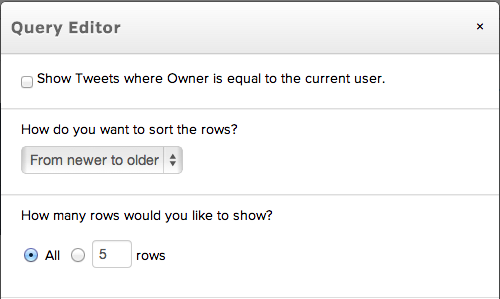 Query Editor ×
Show Tweets where Owner is equal to the current user.
How do you want to sort the rows?
From newer to older
How many rows would you like to show?
All 5 rows